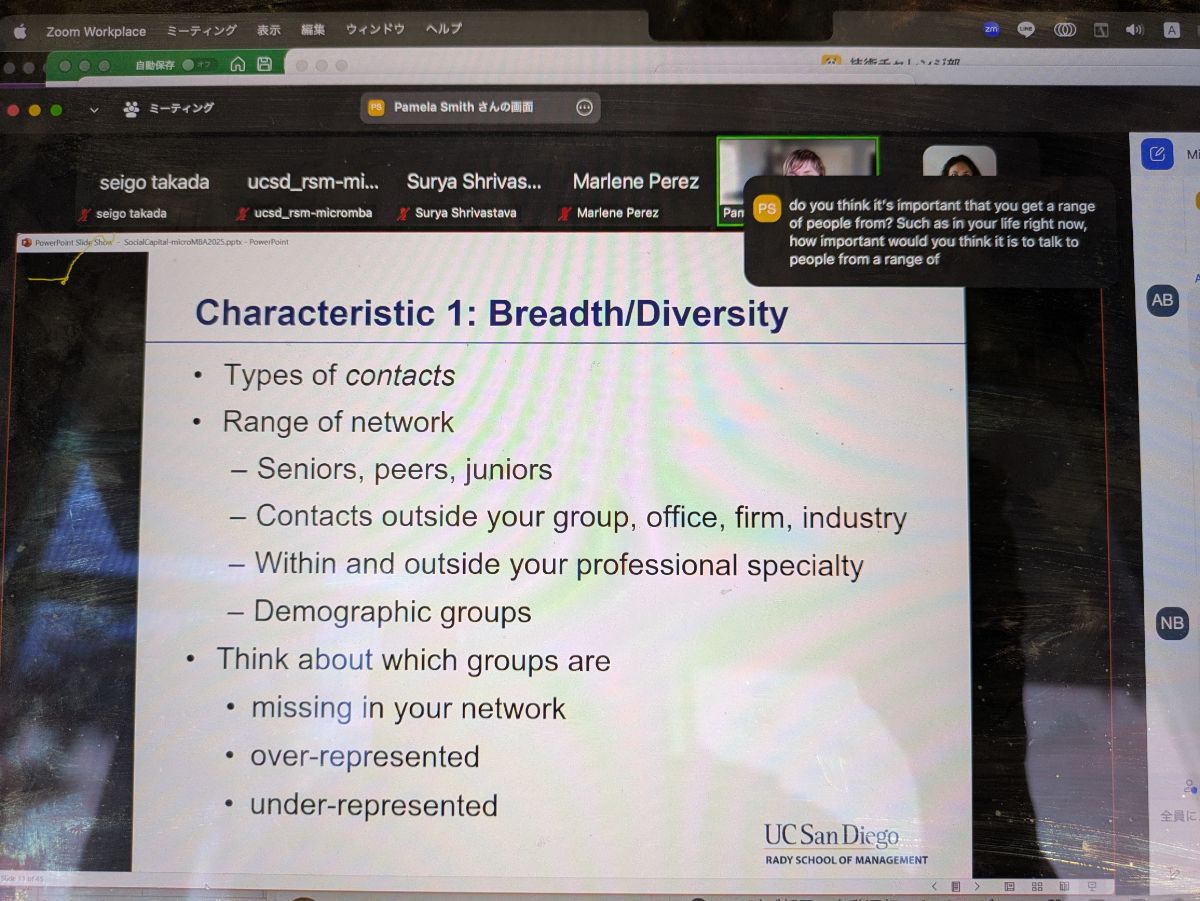 Zoom Workplace ミーティング 表示 編集 ウィンドウ ヘルプ
zm LINE A
自動保存 オフ
ミーティング
PS Pamela Smith さんの画面
seigo takada ucsd_rsm-mi... Surya Shrivas... Marlene Perez
seigo takada ucsd_rsm-micromba Surya Shrivastava Marlene Perez
PS
do you think it's important that you get a range
of people from? Such as in your life right now,
how important would you think it is to talk to
people from a range of
PowerPoint Slide Show - SocialCapital-microMBA2025.pptx - PowerPoint
Characteristic 1: Breadth/Diversity
• Types of contacts
• Range of network
– Seniors, peers, juniors
– Contacts outside your group, office, firm, industry
– Within and outside your professional specialty
– Demographic groups
• Think about which groups are
• missing in your network
• over-represented
• under-represented
UC San Diego
RADY SCHOOL OF MANAGEMENT
AB
NB
全員に